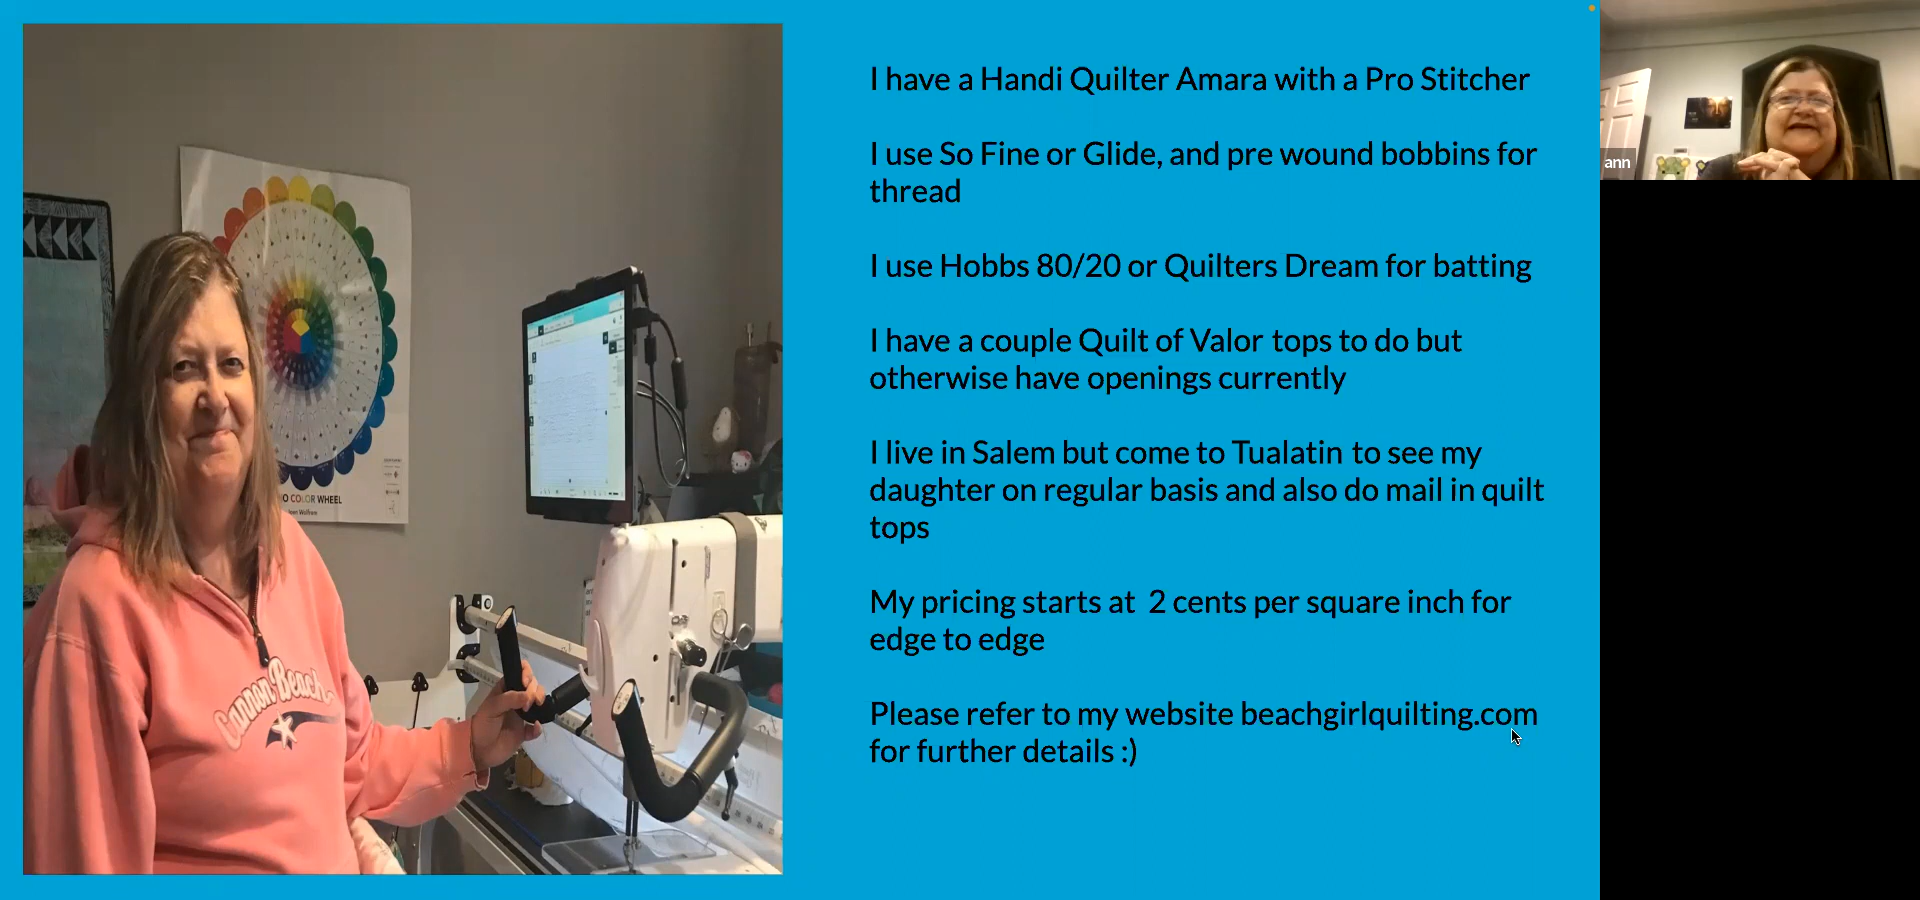 I have a Handi Quilter Amara with a Pro Stitcher
I use So Fine or Glide, and pre wound bobbins for
thread
I use Hobbs 80/20 or Quilters Dream for batting
I have a couple Quilt of Valor tops to do but
otherwise have openings currently
I live in Salem but come to Tualatin to see my
daughter on regular basis and also do mail in quilt
tops
My pricing starts at 2 cents per square inch for
edge to edge
Please refer to my website beachgirlquilting.com
for further details :)
ann
COLOR WHEEL
Cannon Beach